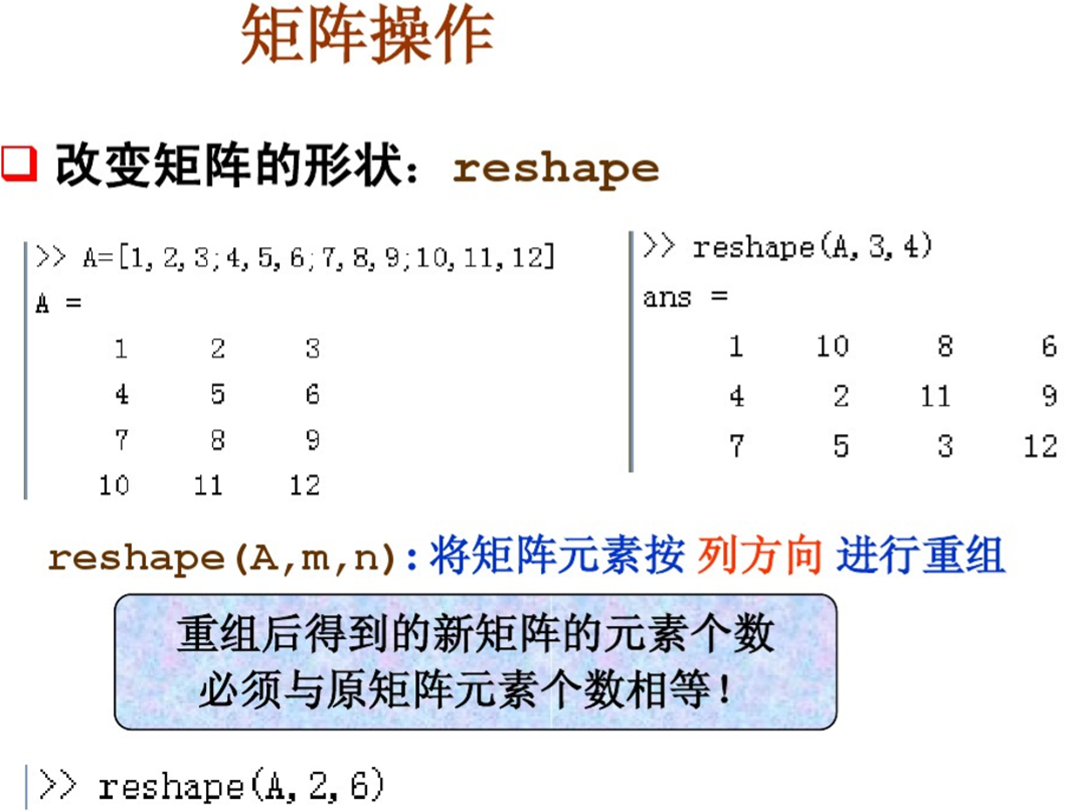 矩阵操作
改变矩阵的形状：reshape
>> A=[1,2,3;4,5,6;7,8,9;10,11,12]
A =
1 2 3
4 5 6
7 8 9
10 11 12
>> reshape(A,3,4)
ans =
1 10 8 6
4 2 11 9
7 5 3 12
reshape(A,m,n)：将矩阵元素按 列方向 进行重组
重组后得到的新矩阵的元素个数
必须与原矩阵元素个数相等！
>> reshape(A,2,6)